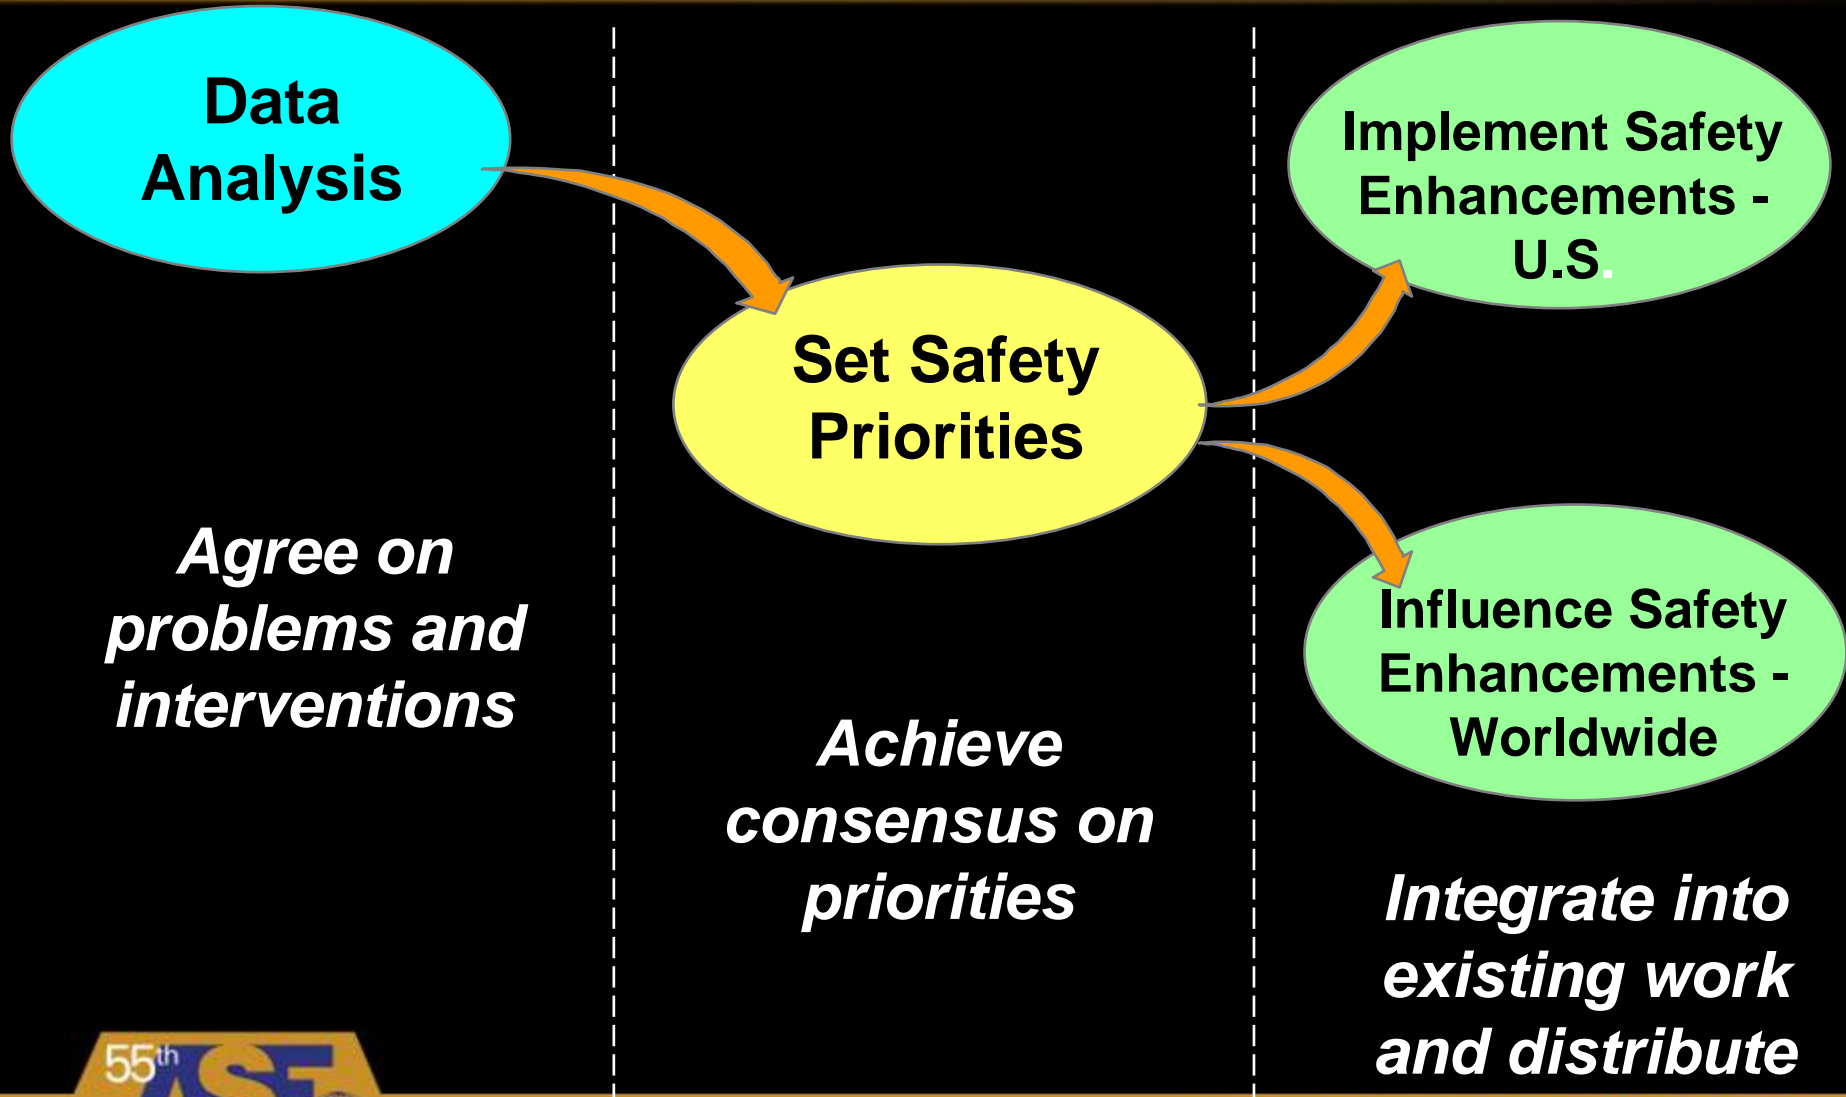 Data
Analysis
Agree on
problems and
interventions
Set Safety
Priorities
Achieve
consensus on
priorities
Implement Safety
Enhancements -
U.S.
Influence Safety
Enhancements -
Worldwide
Integrate into
existing work
and distribute
55th